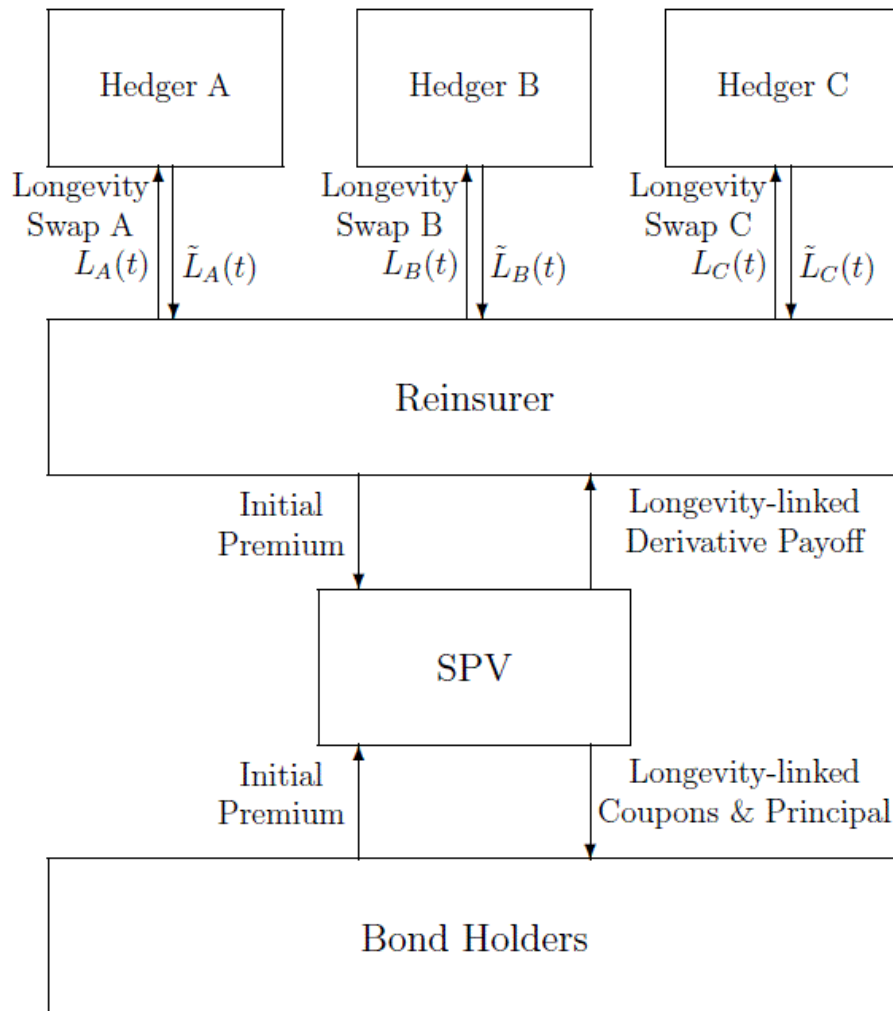 Hedger A
Hedger B
Hedger C
Longevity
Swap A
L_A(t)
L̃_A(t)
Longevity
Swap B
L_B(t)
L̃_B(t)
Longevity
Swap C
L_C(t)
L̃_C(t)
Reinsurer
Initial
Premium
Longevity-linked
Derivative Payoff
SPV
Initial
Premium
Longevity-linked
Coupons & Principal
Bond Holders